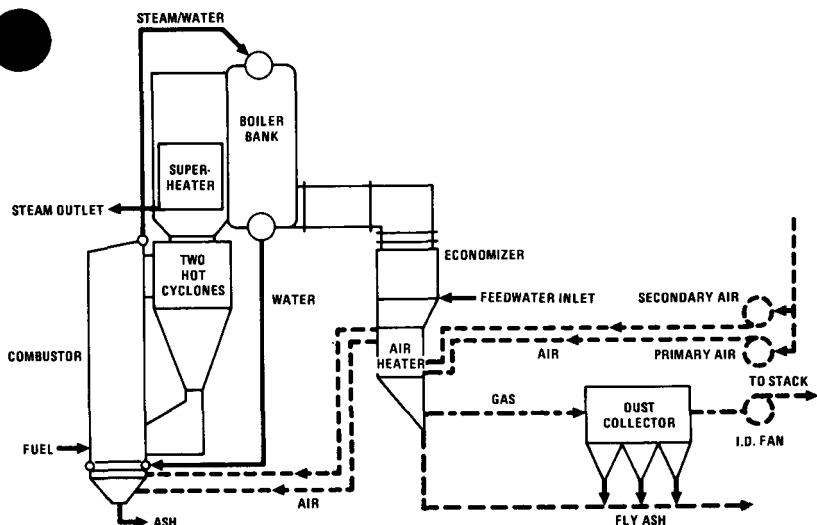 STEAM/WATER
BOILER
BANK
SUPER-
HEATER
STEAM OUTLET
TWO
HOT
CYCLONES
WATER
ECONOMIZER
FEEDWATER INLET
SECONDARY AIR
COMBUSTOR
AIR
HEATER
AIR
PRIMARY AIR
TO STACK
GAS
DUST
COLLECTOR
I.D. FAN
FUEL
AIR
ASH
FLY ASH